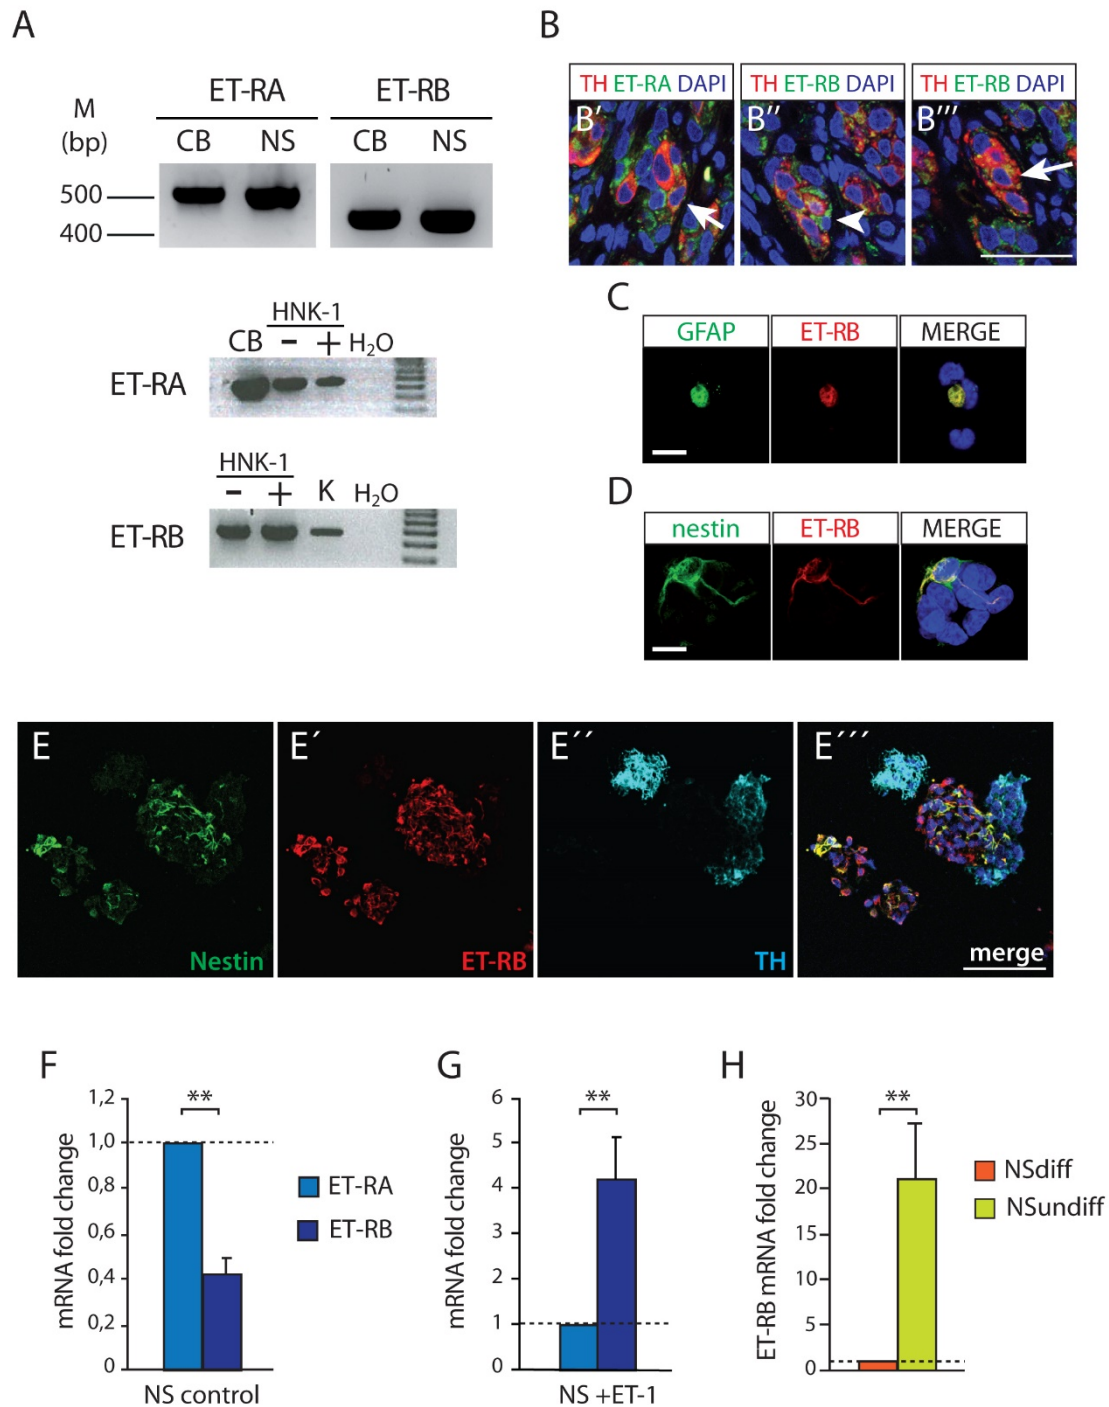 A
ET-RA ET-RB
M
(bp)
CB NS CB NS
500
400
HNK-1
CB - + H2O
ET-RA
HNK-1
- + K H2O
ET-RB
B
TH ET-RA DAPI TH ET-RB DAPI TH ET-RB DAPI
B' B'' B'''
C
GFAP ET-RB MERGE
D
nestin ET-RB MERGE
E E´ E´´ E´´´
Nestin ET-RB TH merge
F
mRNA fold change
1,2
1,0
0,8
0,6
0,4
0,2
0
**
NS control
ET-RA
ET-RB
G
mRNA fold change
6
5
4
3
2
1
0
**
NS +ET-1
H
ET-RB mRNA fold change
30
25
20
15
10
5
0
**
NSdiff
NSundiff